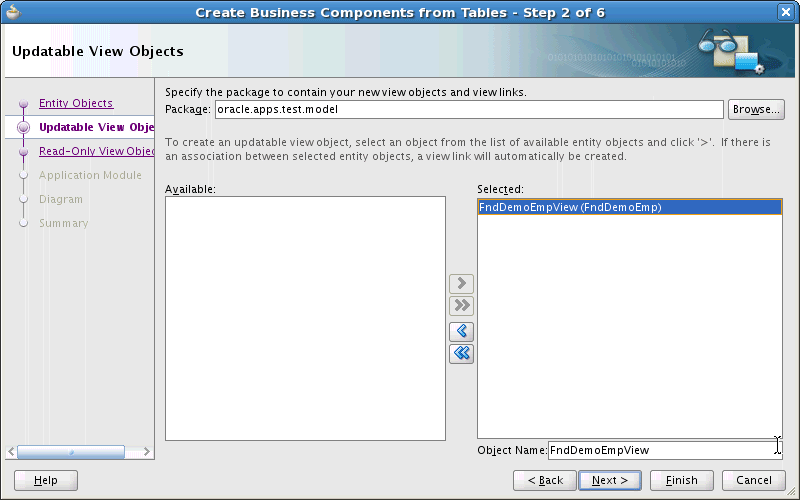 Create Business Components from Tables - Step 2 of 6
Updatable View Objects
Entity Objects
Updatable View Obje
Read-Only View Objec
Application Module
Diagram
Summary
Specify the package to contain your new view objects and view links.
Package: oracle.apps.test.model Browse...
To create an updatable view object, select an object from the list of available entity objects and click '>'. If there is
an association between selected entity objects, a view link will automatically be created.
Available:
Selected:
FndDemoEmpView (FndDemoEmp)
Object Name: FndDemoEmpView
Help < Back Next > Finish Cancel